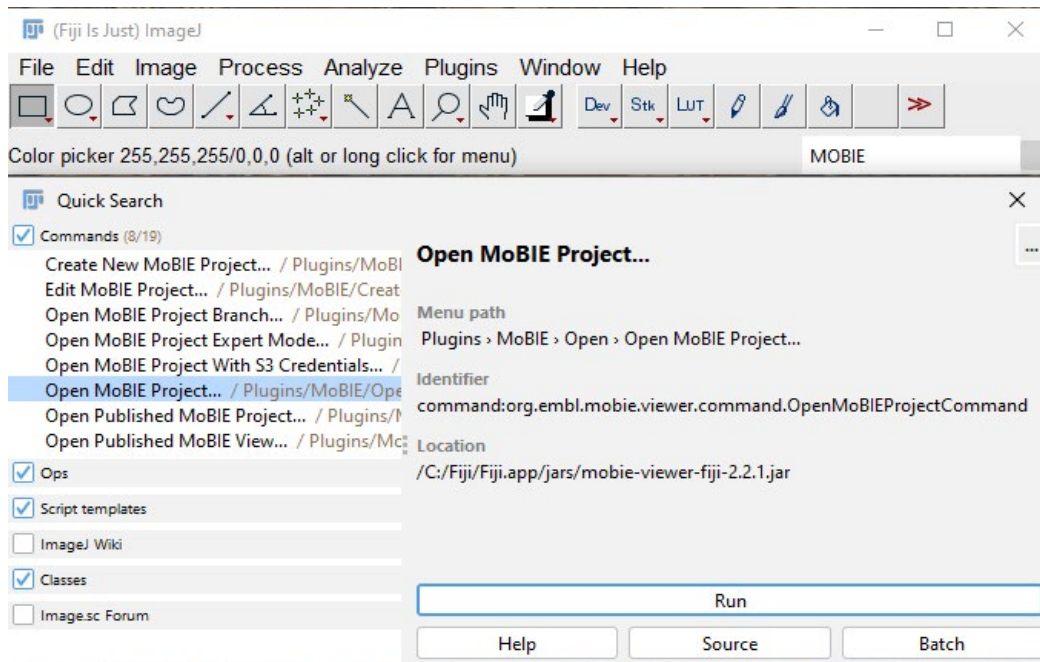 (Fiji Is Just) ImageJ
File Edit Image Process Analyze Plugins Window Help
Dev Stk LUT >>
Color picker 255,255,255/0,0,0 (alt or long click for menu) MOBIE
Quick Search
Commands (8/19)
Create New MoBIE Project... / Plugins/MoBI
Edit MoBIE Project... / Plugins/MoBIE/Creat
Open MoBIE Project Branch... / Plugins/Mo
Open MoBIE Project Expert Mode... / Plugin
Open MoBIE Project With S3 Credentials... /
Open MoBIE Project... / Plugins/MoBIE/Ope
Open Published MoBIE Project... / Plugins/M
Open Published MoBIE View... / Plugins/Mc
Ops
Script templates
ImageJ Wiki
Classes
Image.sc Forum
...
Open MoBIE Project...
Menu path
Plugins › MoBIE › Open › Open MoBIE Project...
Identifier
command:org.embl.mobie.viewer.command.OpenMoBIEProjectCommand
Location
/C:/Fiji/Fiji.app/jars/mobie-viewer-fiji-2.2.1.jar
Run
Help Source Batch